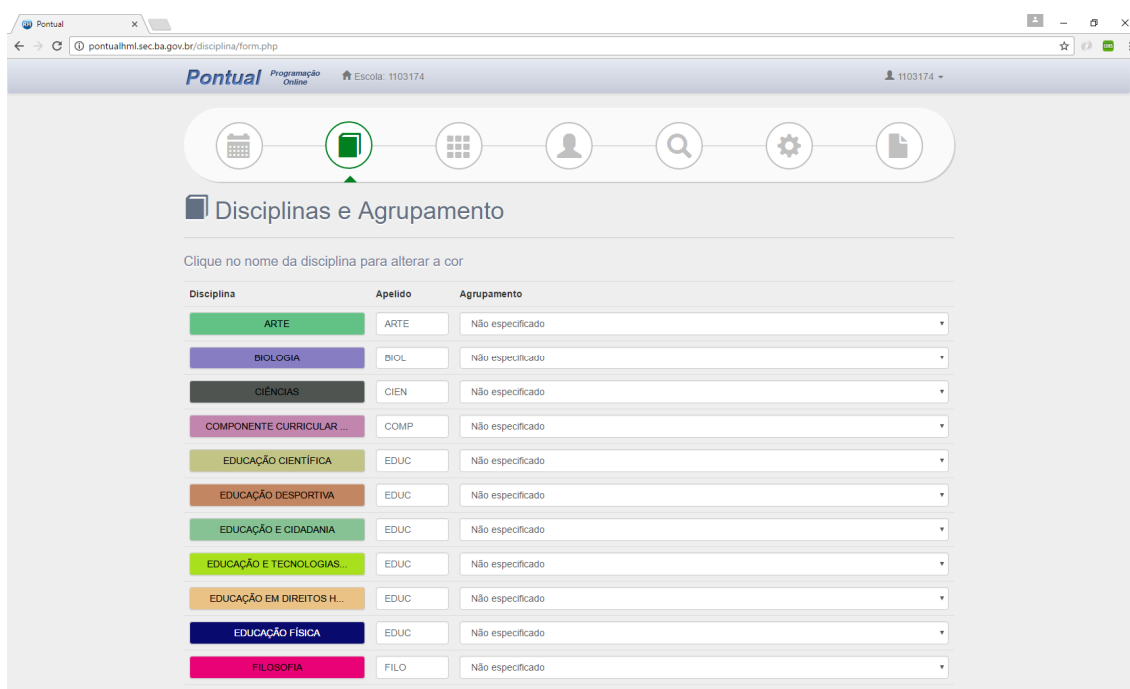 Pontual
pontualhml.sec.ba.gov.br/disciplina/form.php
Pontual Programação Online Escola: 1103174 1103174
Disciplinas e Agrupamento
Clique no nome da disciplina para alterar a cor
Disciplina Apelido Agrupamento
ARTE ARTE Não especificado
BIOLOGIA BIOL Não especificado
CIÊNCIAS CIEN Não especificado
COMPONENTE CURRICULAR ... COMP Não especificado
EDUCAÇÃO CIENTÍFICA EDUC Não especificado
EDUCAÇÃO DESPORTIVA EDUC Não especificado
EDUCAÇÃO E CIDADANIA EDUC Não especificado
EDUCAÇÃO E TECNOLOGIAS... EDUC Não especificado
EDUCAÇÃO EM DIREITOS H... EDUC Não especificado
EDUCAÇÃO FÍSICA EDUC Não especificado
FILOSOFIA FILO Não especificado